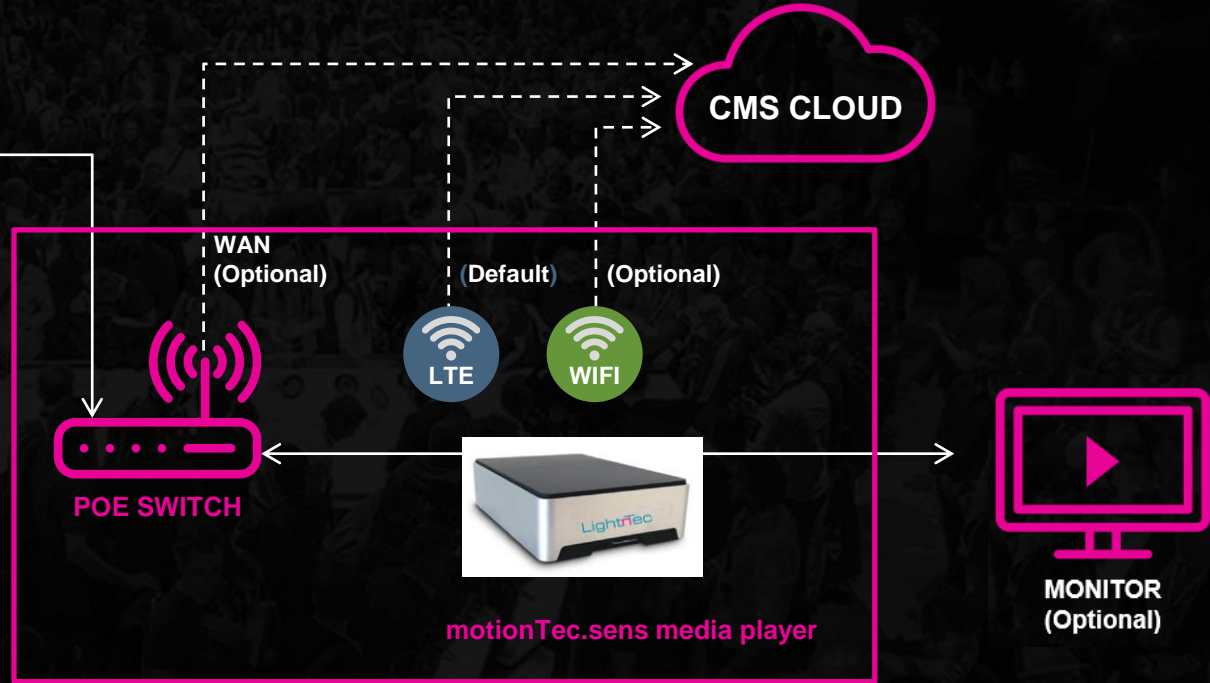 CMS CLOUD
WAN
(Optional)
(Default)
(Optional)
LTE
WIFI
LightnTec
POE SWITCH
motionTec.sens media player
MONITOR
(Optional)